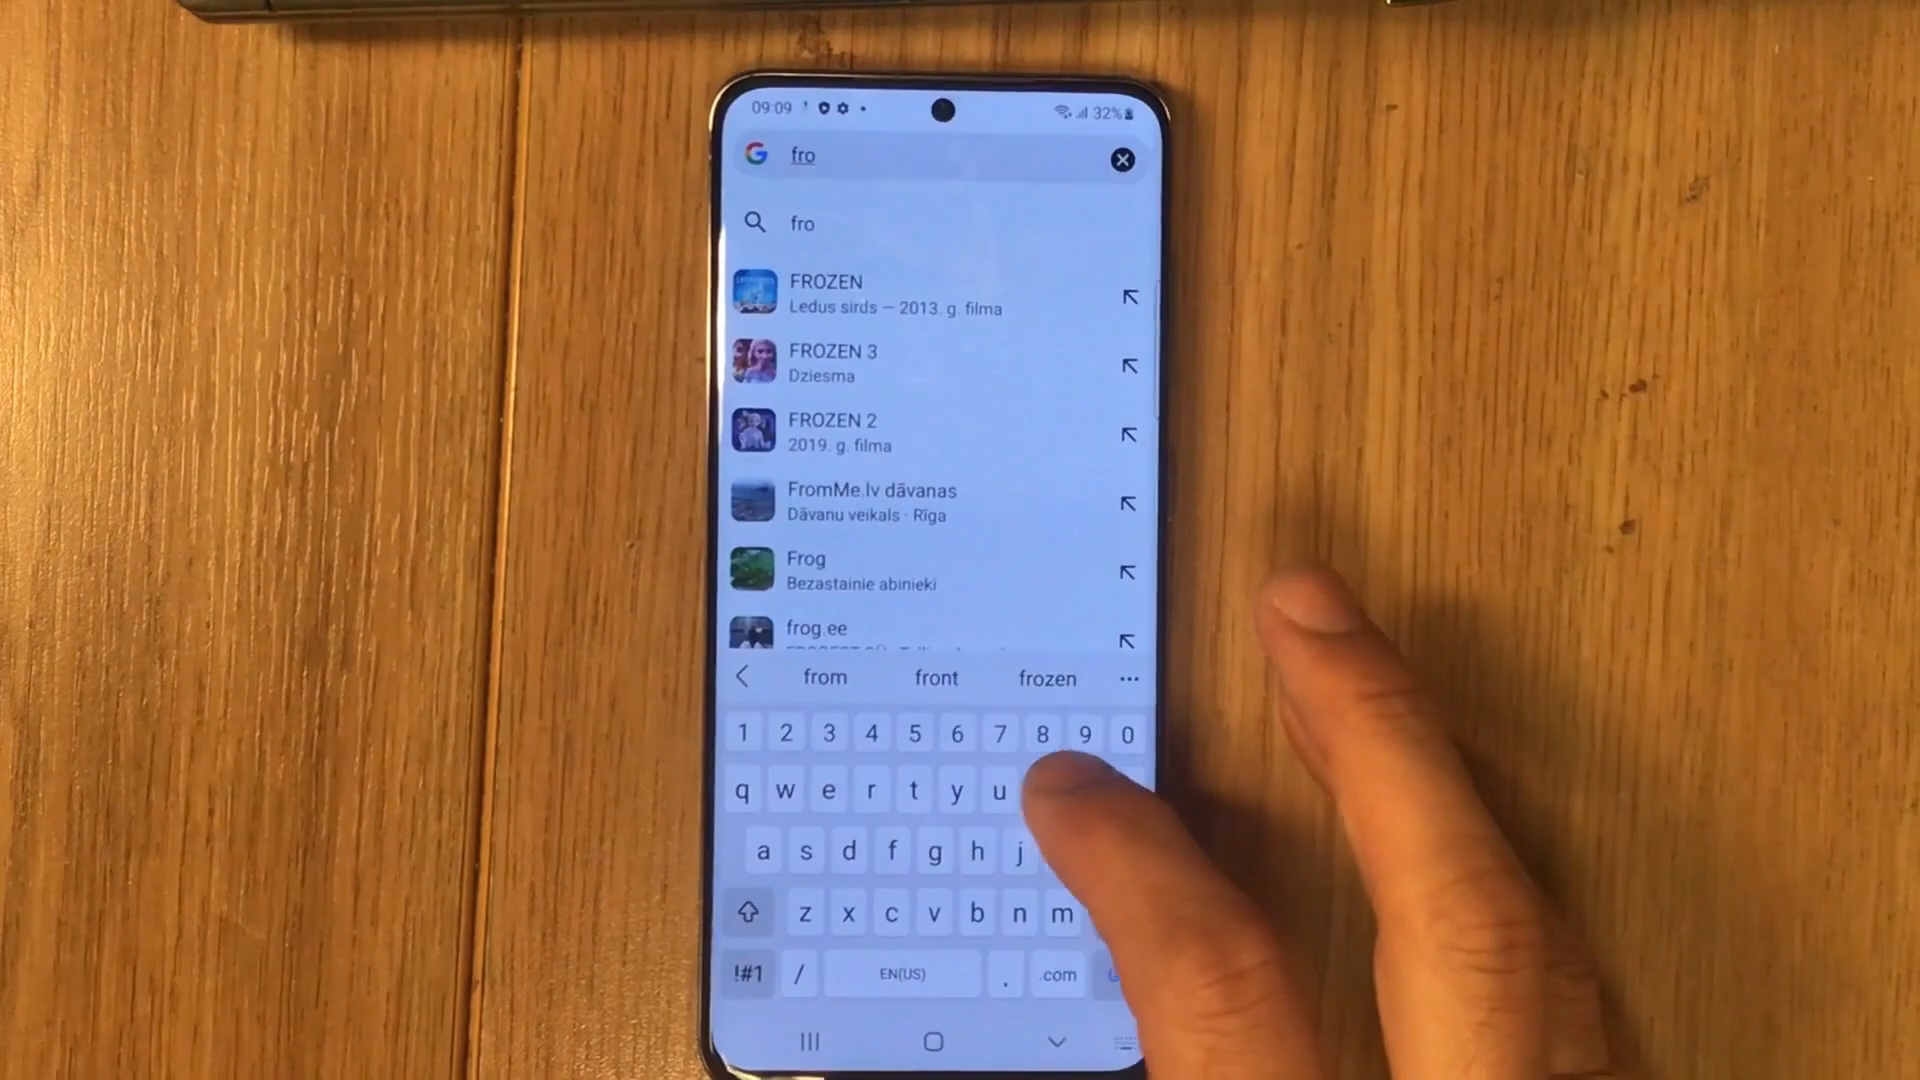 09:09
32%
fro
fro
FROZEN
Ledus sirds – 2013. g. filma
FROZEN 3
Dziesma
FROZEN 2
2019. g. filma
FromMe.lv dāvanas
Dāvanu veikals · Rīga
Frog
Bezastainie abinieki
frog.ee
from front frozen
1 2 3 4 5 6 7 8 9 0
q w e r t y u
a s d f g h j
z x c v b n m
!#1 / EN(US) . .com